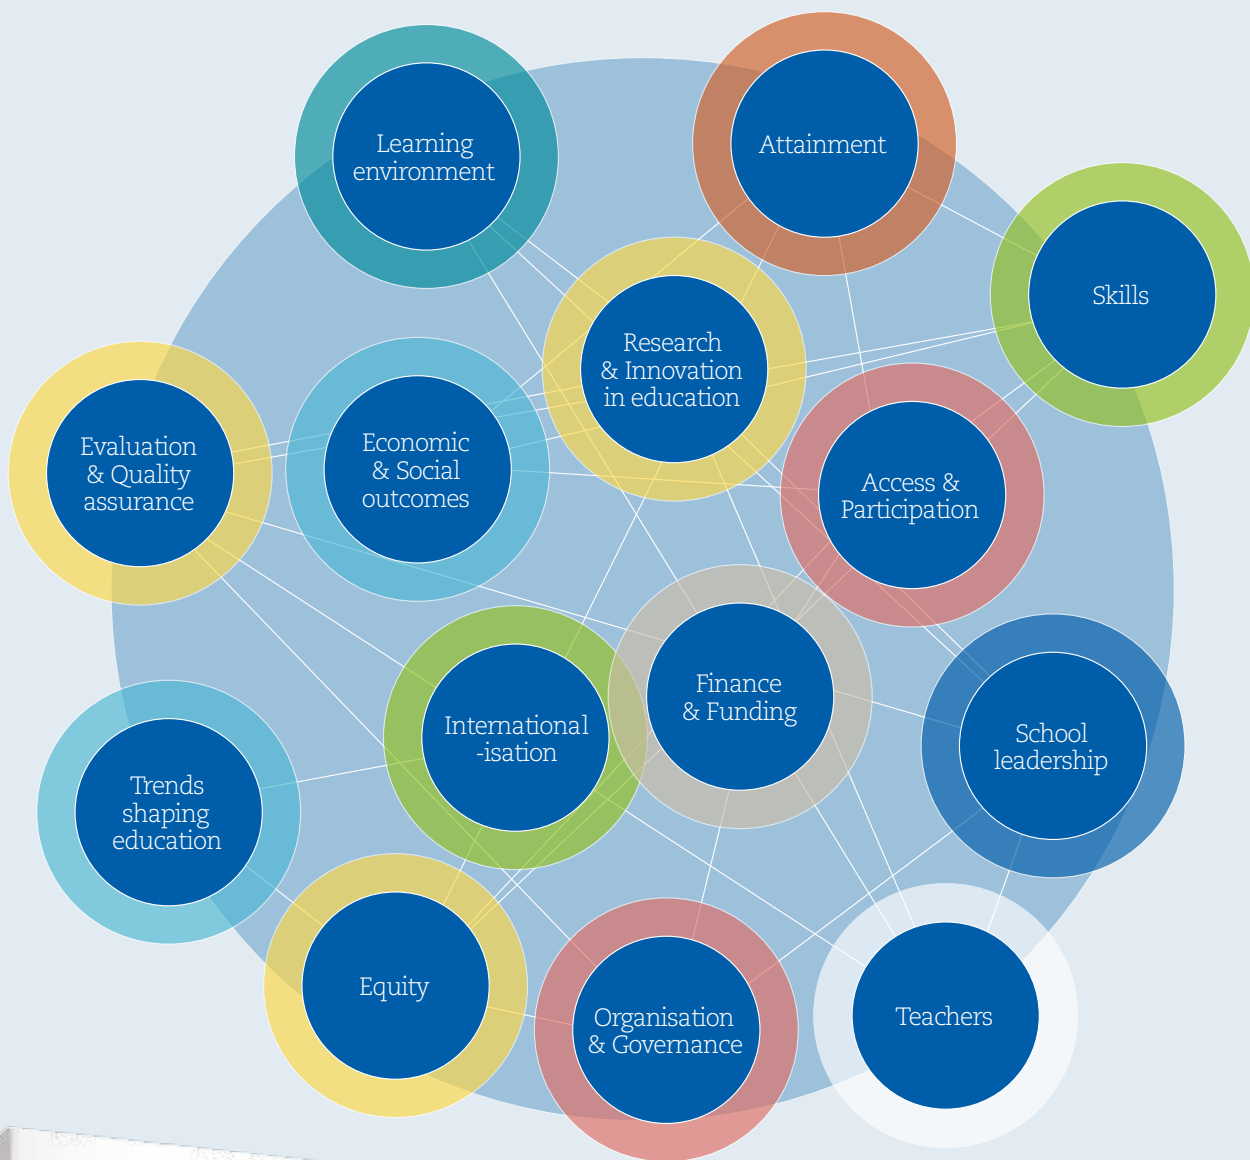 Learning
environment
Attainment
Skills
Research
& Innovation
in education
Evaluation
& Quality
assurance
Economic
& Social
outcomes
Access &
Participation
International
-isation
Finance
& Funding
School
leadership
Trends
shaping
education
Equity
Organisation
& Governance
Teachers